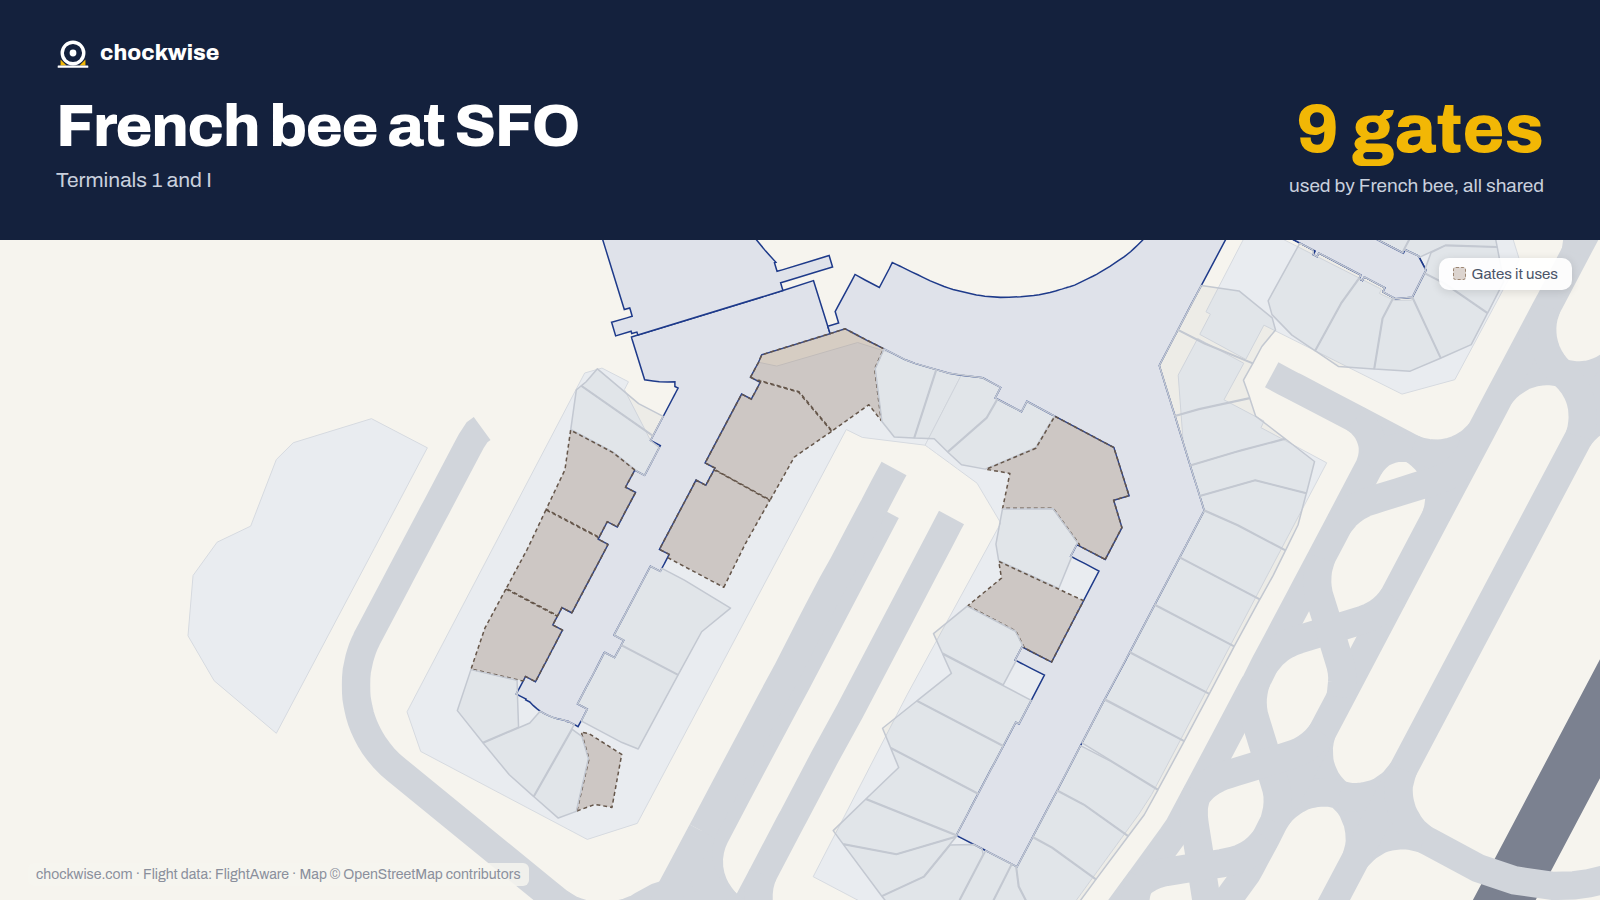 chockwise
French bee at SFO
Terminals 1 and I
9 gates
used by French bee, all shared
Gates it uses
chockwise.com · Flight data: FlightAware · Map © OpenStreetMap contributors